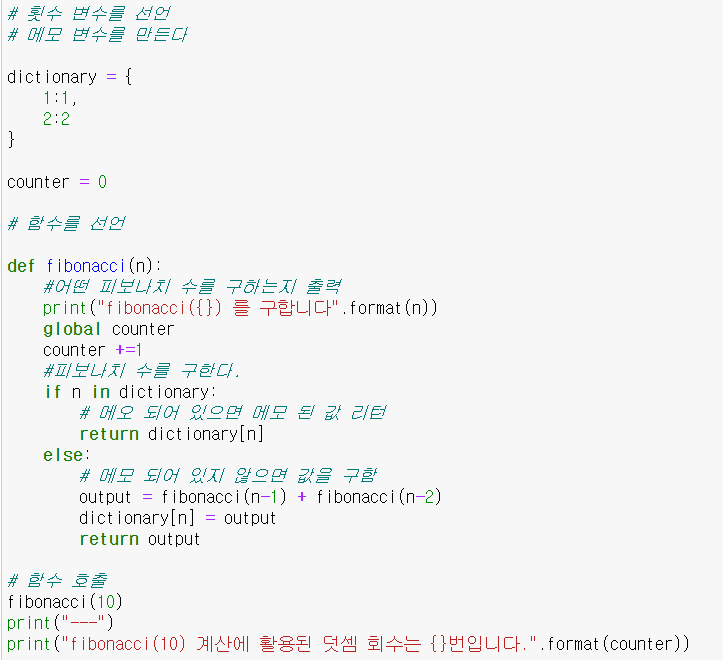 # 횟수 변수를 선언
# 메모 변수를 만든다
dictionary = {
    1:1,
    2:2
}
counter = 0
# 함수를 선언
def fibonacci(n):
    #어떤 피보나치 수를 구하는지 출력
    print("fibonacci({}) 를 구합니다".format(n))
    global counter
    counter +=1
    #피보나치 수를 구한다.
    if n in dictionary:
        # 메오 되어 있으면 메모 된 값 리턴
        return dictionary[n]
    else:
        # 메모 되어 있지 않으면 값을 구함
        output = fibonacci(n-1) + fibonacci(n-2)
        dictionary[n] = output
        return output
# 함수 호출
fibonacci(10)
print("---")
print("fibonacci(10) 계산에 활용된 덧셈 회수는 {}번입니다.".format(counter))